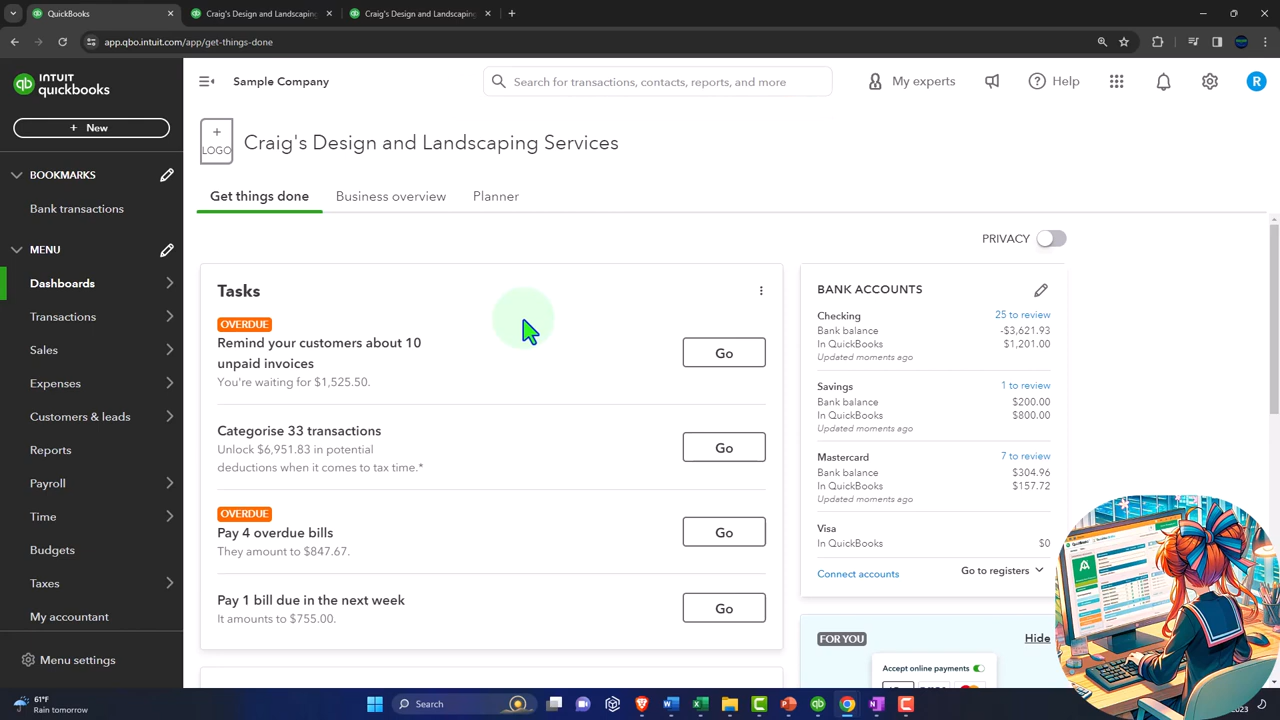 QuickBooks
Craig's Design and Landscaping
Craig's Design and Landscaping
app.qbo.intuit.com/app/get-things-done
INTUIT
quickbooks
Sample Company
Search for transactions, contacts, reports, and more
My experts
Help
R
+ New
+
LOGO
Craig's Design and Landscaping Services
BOOKMARKS
Bank transactions
MENU
Dashboards
Transactions
Sales
Expenses
Customers & leads
Reports
Payroll
Time
Budgets
Taxes
My account
Menu settings
Get things done
Business overview
Planner
PRIVACY
Tasks
OVERDUE
Remind your customers about 10
unpaid invoices
You're waiting for $1,525.50.
Go
Categorise 33 transactions
Unlock $6,951.83 in potential
deductions when it comes to tax time.*
Go
OVERDUE
Pay 4 overdue bills
They amount to $847.67.
Go
Pay 1 bill due in the next week
It amounts to $755.00.
Go
BANK ACCOUNTS
Checking 25 to review
Bank balance -$3,621.93
In QuickBooks $1,201.00
Updated moments ago
Savings 1 to review
Bank balance $200.00
In QuickBooks $800.00
Updated moments ago
Mastercard 7 to review
Bank balance $304.96
In QuickBooks $157.72
Updated moments ago
Visa
In QuickBooks $0
Connect accounts Go to registers
FOR YOU
Hide
Accept online payments
61°F
Rain tomorrow
Search